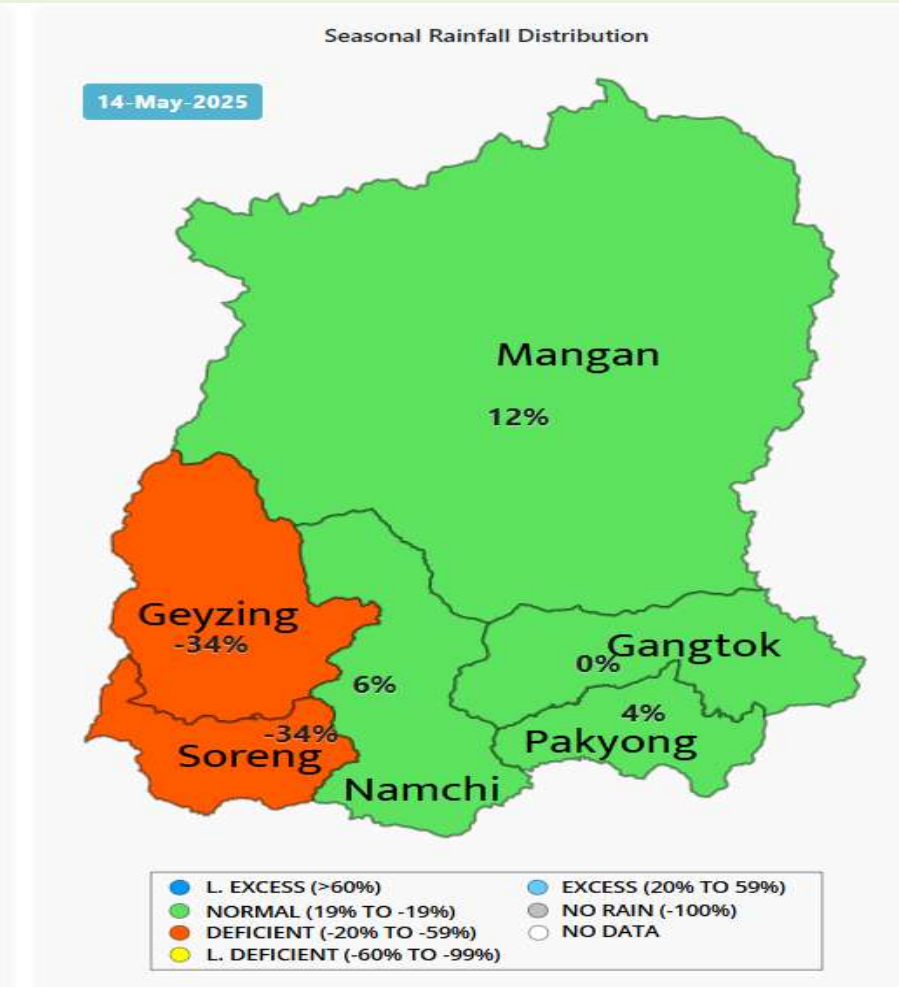 Seasonal Rainfall Distribution
14-May-2025
Mangan
12%
Geyzing
-34%
Gangtok
0%
6%
4%
-34%
Pakyong
Soreng
Namchi
L. EXCESS (>60%)
EXCESS (20% TO 59%)
NORMAL (19% TO -19%)
NO RAIN (-100%)
DEFICIENT (-20% TO -59%)
NO DATA
L. DEFICIENT (-60% TO -99%)